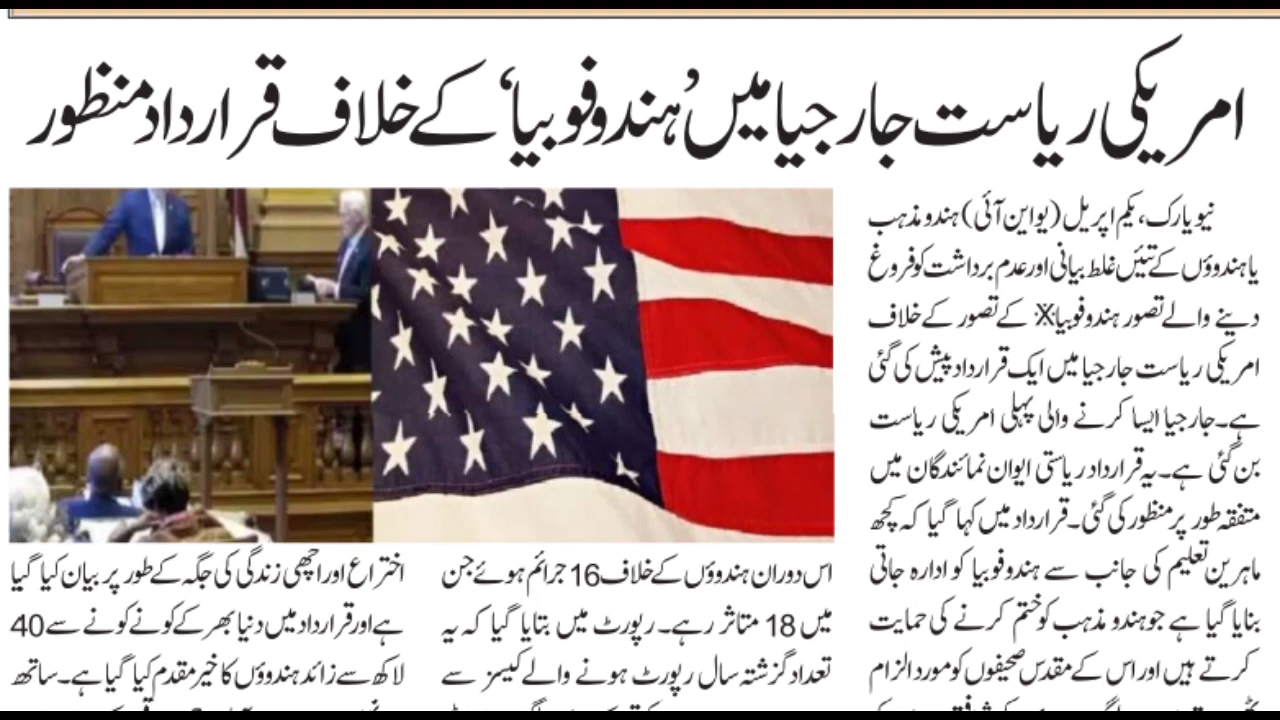 امریکی ریاست جارجیا میں ’ہندو فوبیا‘ کے خلاف قرارداد منظور
نیویارک، یکم اپریل (یو این آئی) ہندو مذہب
یا ہندوؤں کے تئیں غلط بیانی اور عدم برداشت کو فروغ
دینے والے تصور ہندو فوبیا※ کے تصور کے خلاف
امریکی ریاست جارجیا میں ایک قرارداد پیش کی گئی
ہے۔ جارجیا ایسا کرنے والی پہلی امریکی ریاست
بن گئی ہے۔ یہ قرارداد ریاستی ایوان نمائندگان میں
متفقہ طور پر منظور کی گئی۔ قرارداد میں کہا گیا کہ کچھ
ماہرین تعلیم کی جانب سے ہندو فوبیا کو ادارہ جاتی
بنایا گیا ہے جو ہندو مذہب کو ختم کرنے کی حمایت
کرتے ہیں اور اس کے مقدس صحیفوں کو مورد الزام
اس دوران ہندوؤں کے خلاف 16 جرائم ہوئے جن
میں 18 متاثر رہے۔ رپورٹ میں بتایا گیا کہ یہ
تعداد گزشتہ سال رپورٹ ہونے والے کیسز سے
اختراع اور اچھی زندگی کی جگہ کے طور پر بیان کیا گیا
ہے اور قرارداد میں دنیا بھر کے کونے کونے سے 40
لاکھ سے زائد ہندوؤں کا خیر مقدم کیا گیا ہے۔ ساتھ